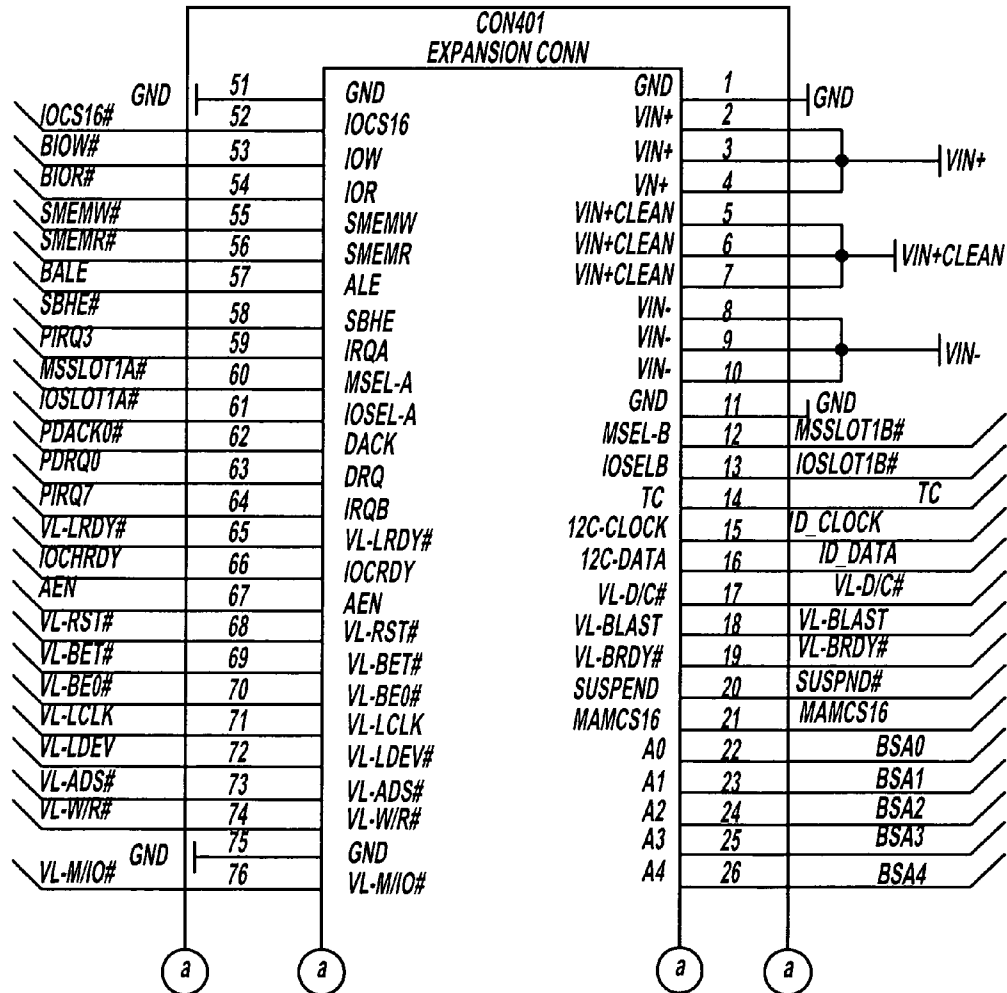 CON401
EXPANSION CONN
GND 51 GND GND 1 GND
IOCS16# 52 IOCS16 VIN+ 2
BIOW# 53 IOW VIN+ 3 VIN+
BIOR# 54 IOR VN+ 4
SMEMW# 55 SMEMW VIN+CLEAN 5
SMEMR# 56 SMEMR VIN+CLEAN 6 VIN+CLEAN
BALE 57 ALE VIN+CLEAN 7
SBHE# 58 SBHE VIN- 8
PIRQ3 59 IRQA VIN- 9 VIN-
MSSLOT1A# 60 MSEL-A VIN- 10
IOSLOT1A# 61 IOSEL-A GND 11 GND
PDACK0# 62 DACK MSEL-B 12 MSSLOT1B#
PDRQ0 63 DRQ IOSELB 13 IOSLOT1B#
PIRQ7 64 IRQB TC 14 TC
VL-LRDY# 65 VL-LRDY# 12C-CLOCK 15 ID_CLOCK
IOCHRDY 66 IOCRDY 12C-DATA 16 ID_DATA
AEN 67 AEN VL-D/C# 17 VL-D/C#
VL-RST# 68 VL-RST# VL-BLAST 18 VL-BLAST
VL-BET# 69 VL-BET# VL-BRDY# 19 VL-BRDY#
VL-BE0# 70 VL-BE0# SUSPEND 20 SUSPND#
VL-LCLK 71 VL-LCLK MAMCS16 21 MAMCS16
VL-LDEV 72 VL-LDEV# A0 22 BSA0
VL-ADS# 73 VL-ADS# A1 23 BSA1
VL-W/R# 74 VL-W/R# A2 24 BSA2
GND 75 GND A3 25 BSA3
VL-M/IO# 76 VL-M/IO# A4 26 BSA4
a a a a